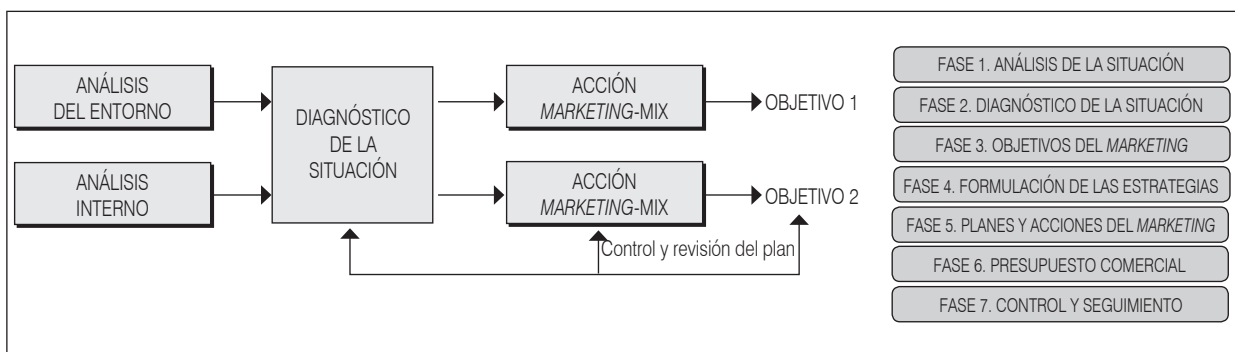 ANÁLISIS
DEL ENTORNO
ANÁLISIS
INTERNO
DIAGNÓSTICO
DE LA
SITUACIÓN
ACCIÓN
MARKETING-MIX
OBJETIVO 1
ACCIÓN
MARKETING-MIX
OBJETIVO 2
Control y revisión del plan
FASE 1. ANÁLISIS DE LA SITUACIÓN
FASE 2. DIAGNÓSTICO DE LA SITUACIÓN
FASE 3. OBJETIVOS DEL MARKETING
FASE 4. FORMULACIÓN DE LAS ESTRATEGIAS
FASE 5. PLANES Y ACCIONES DEL MARKETING
FASE 6. PRESUPUESTO COMERCIAL
FASE 7. CONTROL Y SEGUIMIENTO